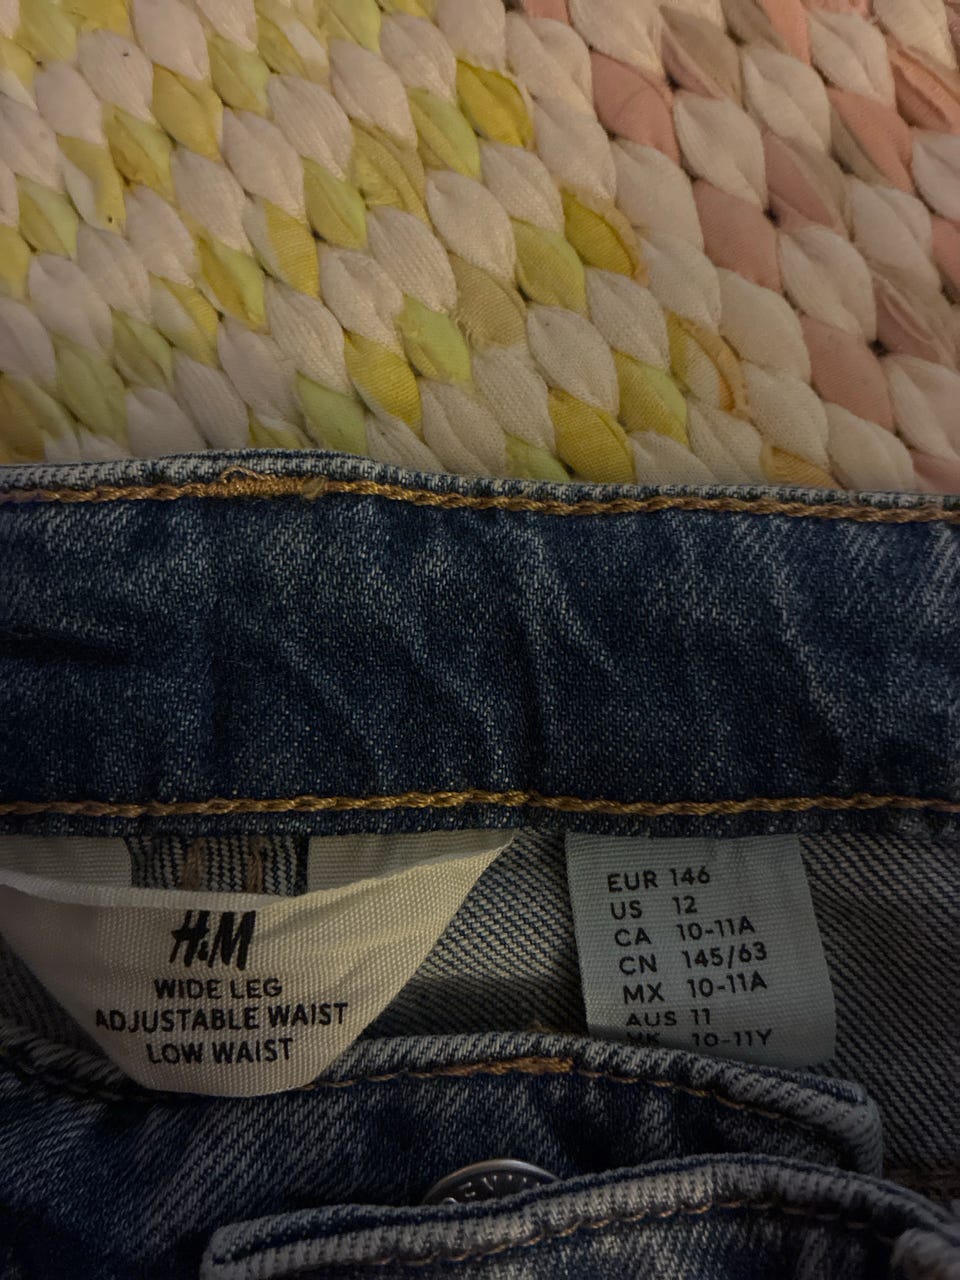 H&M
WIDE LEG
ADJUSTABLE WAIST
LOW WAIST
EUR 146
US 12
CA 10-11A
CN 145/63
MX 10-11A
AUS 11
UK 10-11Y